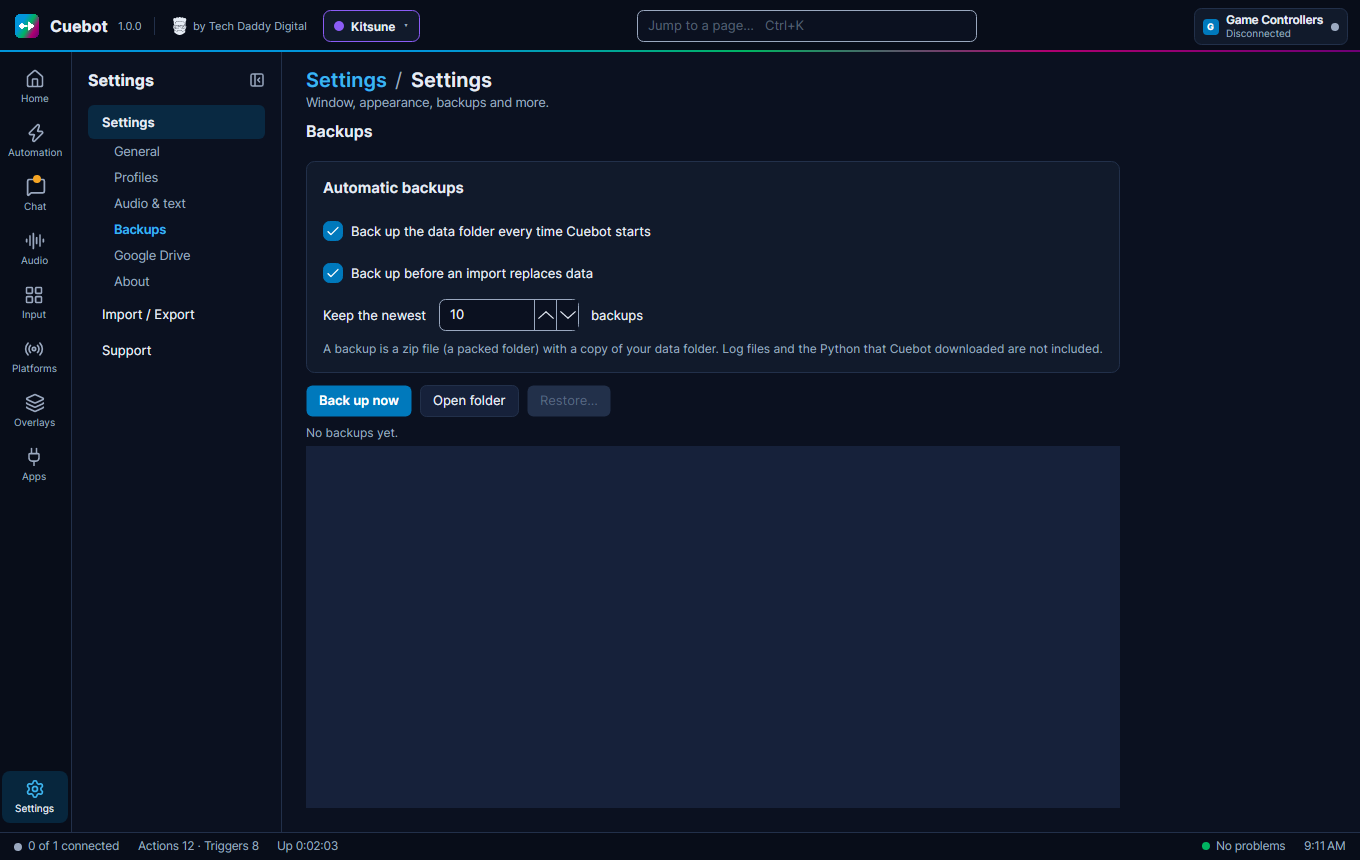 Cuebot 1.0.0 by Tech Daddy Digital Kitsune Jump to a page... Ctrl+K G Game Controllers
Disconnected
Home
Automation
Chat
Audio
Input
Platforms
Overlays
Apps
Settings
Settings
Settings
General
Profiles
Audio & text
Backups
Google Drive
About
Import / Export
Support
Settings / Settings
Window, appearance, backups and more.
Backups
Automatic backups
Back up the data folder every time Cuebot starts
Back up before an import replaces data
Keep the newest 10 backups
A backup is a zip file (a packed folder) with a copy of your data folder. Log files and the Python that Cuebot downloaded are not included.
Back up now Open folder Restore...
No backups yet.
0 of 1 connected Actions 12 · Triggers 8 Up 0:02:03 No problems 9:11 AM